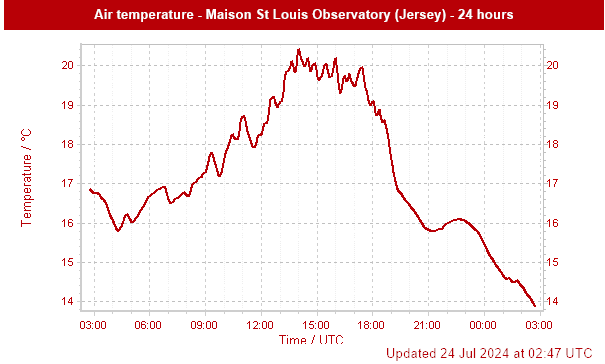 Air temperature - Maison St Louis Observatory (Jersey) - 24 hours
Temperature / °C
20 20
19 19
18 18
17 17
16 16
15 15
14 14
03:00 06:00 09:00 12:00 15:00 18:00 21:00 00:00 03:00
Time / UTC
Updated 24 Jul 2024 at 02:47 UTC